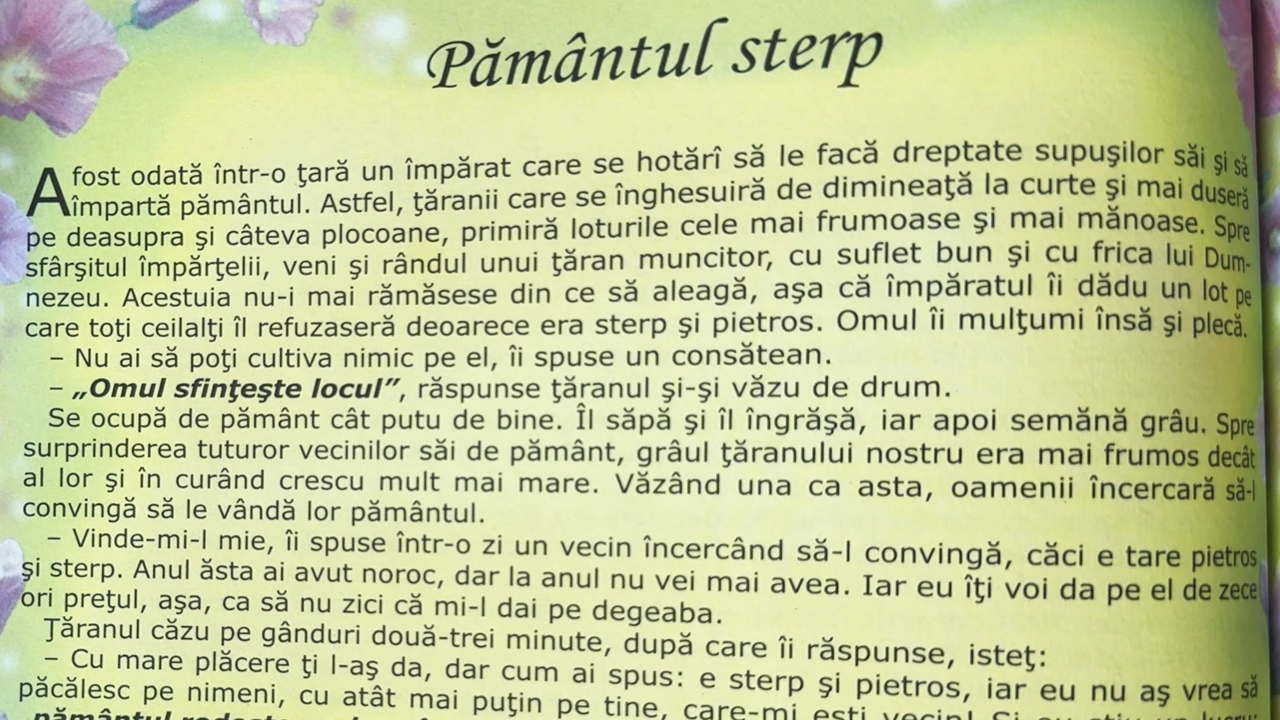 Pământul sterp
A fost odată într-o ţară un împărat care se hotărî să le facă dreptate supuşilor săi şi să
împartă pământul. Astfel, ţăranii care se înghesuiră de dimineaţă la curte şi mai duseră
pe deasupra şi câteva plocoane, primiră loturile cele mai frumoase şi mai mănoase. Spre
sfârşitul împărţelii, veni şi rândul unui ţăran muncitor, cu suflet bun şi cu frica lui Dum-
nezeu. Acestuia nu-i mai rămăsese din ce să aleagă, aşa că împăratul îi dădu un lot pe
care toţi ceilalţi îl refuzaseră deoarece era sterp şi pietros. Omul îi mulţumi însă şi plecă.
– Nu ai să poţi cultiva nimic pe el, îi spuse un consătean.
– „Omul sfinţeşte locul”, răspunse ţăranul şi-şi văzu de drum.
Se ocupă de pământ cât putu de bine. Îl săpă şi îl îngrăşă, iar apoi semănă grâu. Spre
surprinderea tuturor vecinilor săi de pământ, grâul ţăranului nostru era mai frumos decât
al lor şi în curând crescu mult mai mare. Văzând una ca asta, oamenii încercară să-l
convingă să le vândă lor pământul.
– Vinde-mi-l mie, îi spuse într-o zi un vecin încercând să-l convingă, căci e tare pietros
şi sterp. Anul ăsta ai avut noroc, dar la anul nu vei mai avea. Iar eu îţi voi da pe el de zece
ori preţul, aşa, ca să nu zici că mi-l dai pe degeaba.
Ţăranul căzu pe gânduri două-trei minute, după care îi răspunse, isteţ:
– Cu mare plăcere ţi l-aş da, dar cum ai spus: e sterp şi pietros, iar eu nu aş vrea să
păcălesc pe nimeni, cu atât mai puţin pe tine, care-mi eşti vecin! Şi eu ştiu un lucru:
pământul rodeşte